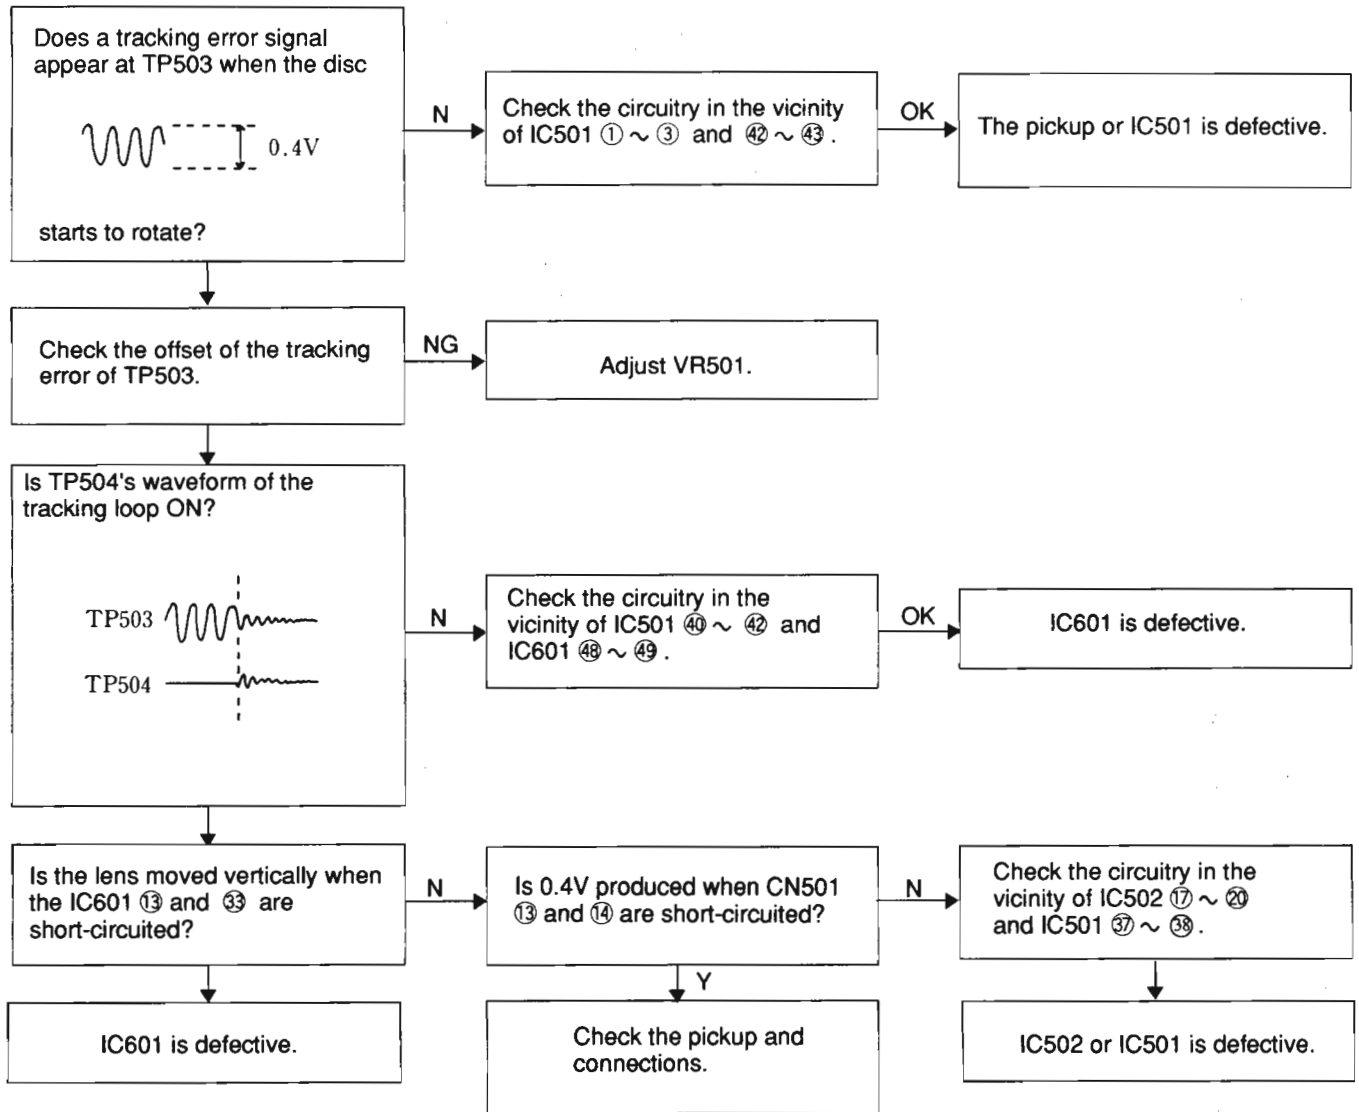 Does a tracking error signal
appear at TP503 when the disc
0.4V
starts to rotate?
N
Check the circuitry in the vicinity
of IC501 ① ~ ③ and ㊷ ~ ㊸ .
OK
The pickup or IC501 is defective.
Check the offset of the tracking
error of TP503.
NG
Adjust VR501.
Is TP504's waveform of the
tracking loop ON?
TP503
TP504
N
Check the circuitry in the
vicinity of IC501 ㊵ ~ ㊷ and
IC601 ㊽ ~ ㊾ .
OK
IC601 is defective.
Is the lens moved vertically when
the IC601 ⑬ and ㉝ are
short-circuited?
N
Is 0.4V produced when CN501
⑬ and ⑭ are short-circuited?
N
Check the circuitry in the
vicinity of IC502 ⑰ ~ ⑳
and IC501 ㊲ ~ ㊳ .
Y
IC601 is defective.
Check the pickup and
connections.
IC502 or IC501 is defective.